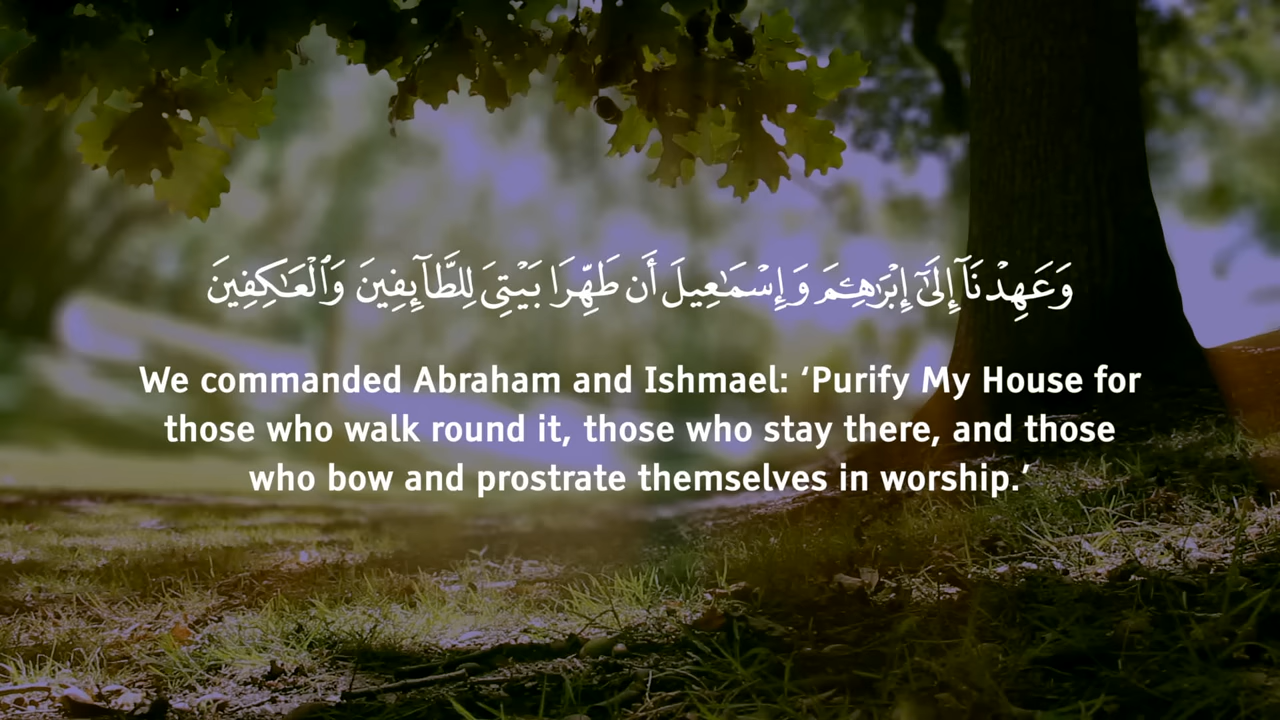 وَعَهِدْنَآ إِلَىٰٓ إِبْرَٰهِـۧمَ وَإِسْمَـٰعِيلَ أَن طَهِّرَا بَيْتِىَ لِلطَّآئِفِينَ وَٱلْعَـٰكِفِينَ
We commanded Abraham and Ishmael: ‘Purify My House for
those who walk round it, those who stay there, and those
who bow and prostrate themselves in worship.’